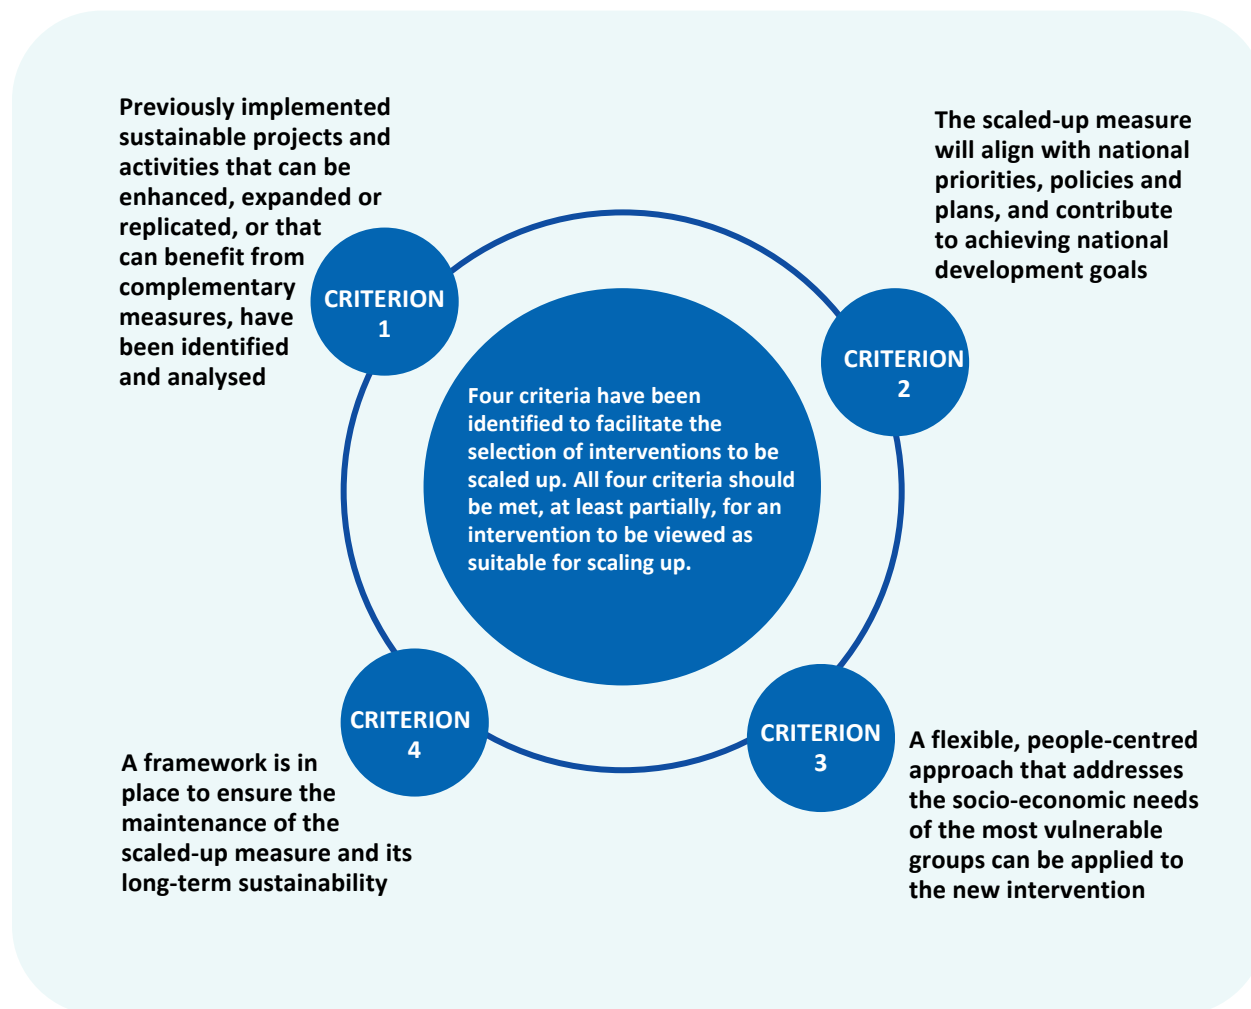 Previously implemented
sustainable projects and
activities that can be
enhanced, expanded or
replicated, or that
can benefit from
complementary
measures, have
been identified
and analysed
CRITERION
1
The scaled-up measure
will align with national
priorities, policies and
plans, and contribute
to achieving national
development goals
CRITERION
2
Four criteria have been
identified to facilitate the
selection of interventions to be
scaled up. All four criteria should
be met, at least partially, for an
intervention to be viewed as
suitable for scaling up.
CRITERION
3
A flexible, people-centred
approach that addresses
the socio-economic needs
of the most vulnerable
groups can be applied to
the new intervention
CRITERION
4
A framework is in
place to ensure the
maintenance of the
scaled-up measure and its
long-term sustainability